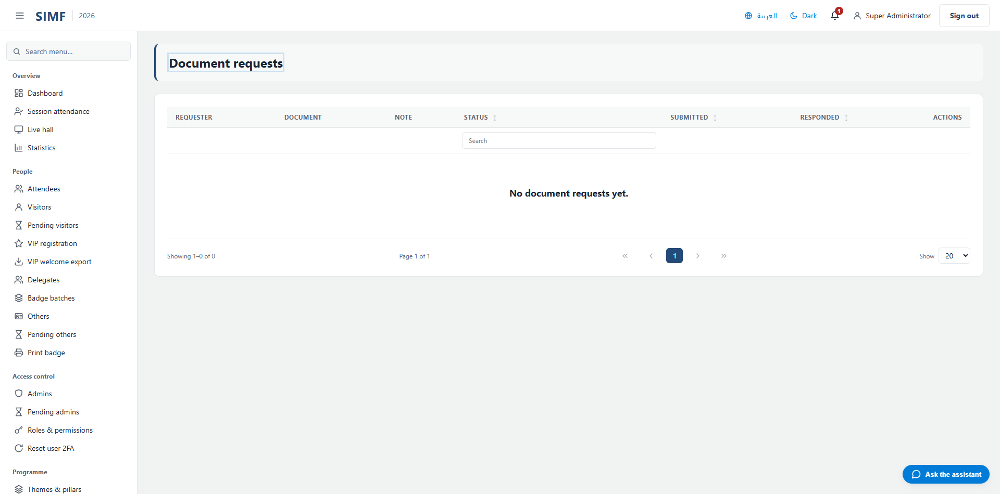 SIMF 2026
العربية
Dark
1
Super Administrator
Sign out
Search menu...
Overview
Dashboard
Session attendance
Live hall
Statistics
People
Attendees
Visitors
Pending visitors
VIP registration
VIP welcome export
Delegates
Badge batches
Others
Pending others
Print badge
Access control
Admins
Pending admins
Roles & permissions
Reset user 2FA
Programme
Themes & pillars
Document requests
REQUESTER DOCUMENT NOTE STATUS SUBMITTED RESPONDED ACTIONS
Search
No document requests yet.
Showing 1–0 of 0 Page 1 of 1 « ‹ 1 › » Show 20
Ask the assistant